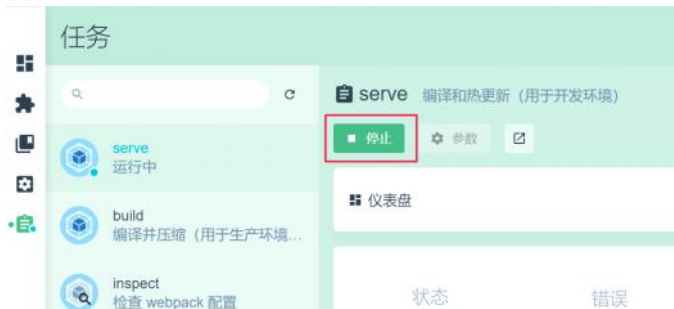 任务
serve 编译和热更新（用于开发环境）
停止 参数
serve
运行中
仪表盘
build
编译并压缩（用于生产环境...
inspect
检查 webpack 配置
状态 错误